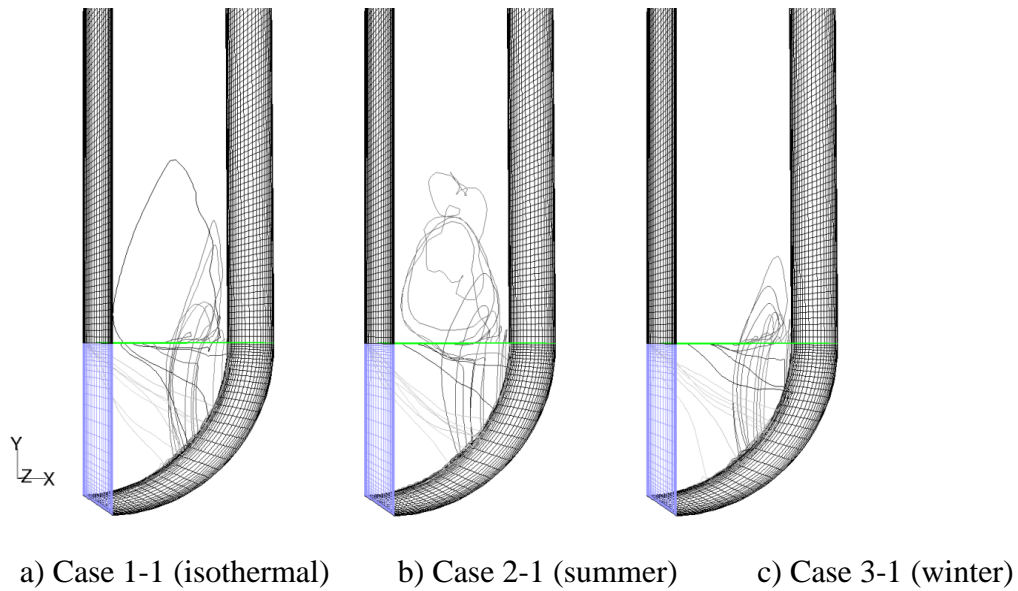 Y
Z X
a) Case 1-1 (isothermal) b) Case 2-1 (summer) c) Case 3-1 (winter)